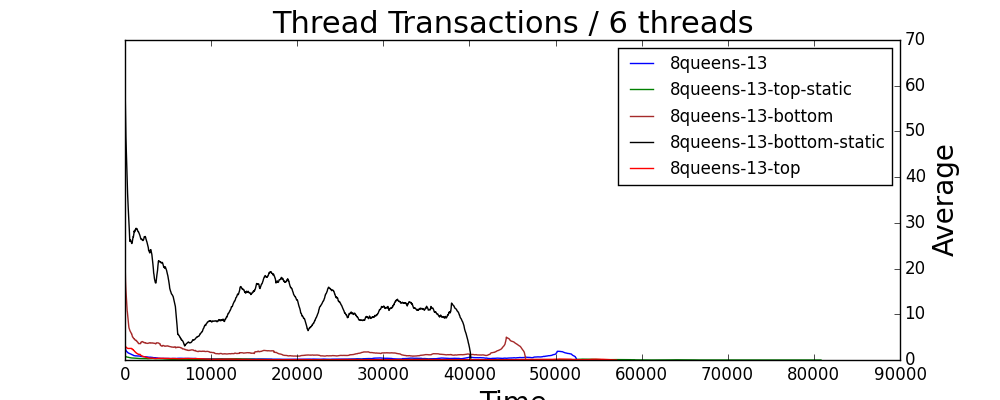 Thread Transactions / 6 threads
8queens-13
8queens-13-top-static
8queens-13-bottom
8queens-13-bottom-static
8queens-13-top
70
60
50
40
30
20
10
0
Average
0 10000 20000 30000 40000 50000 60000 70000 80000 90000
Time